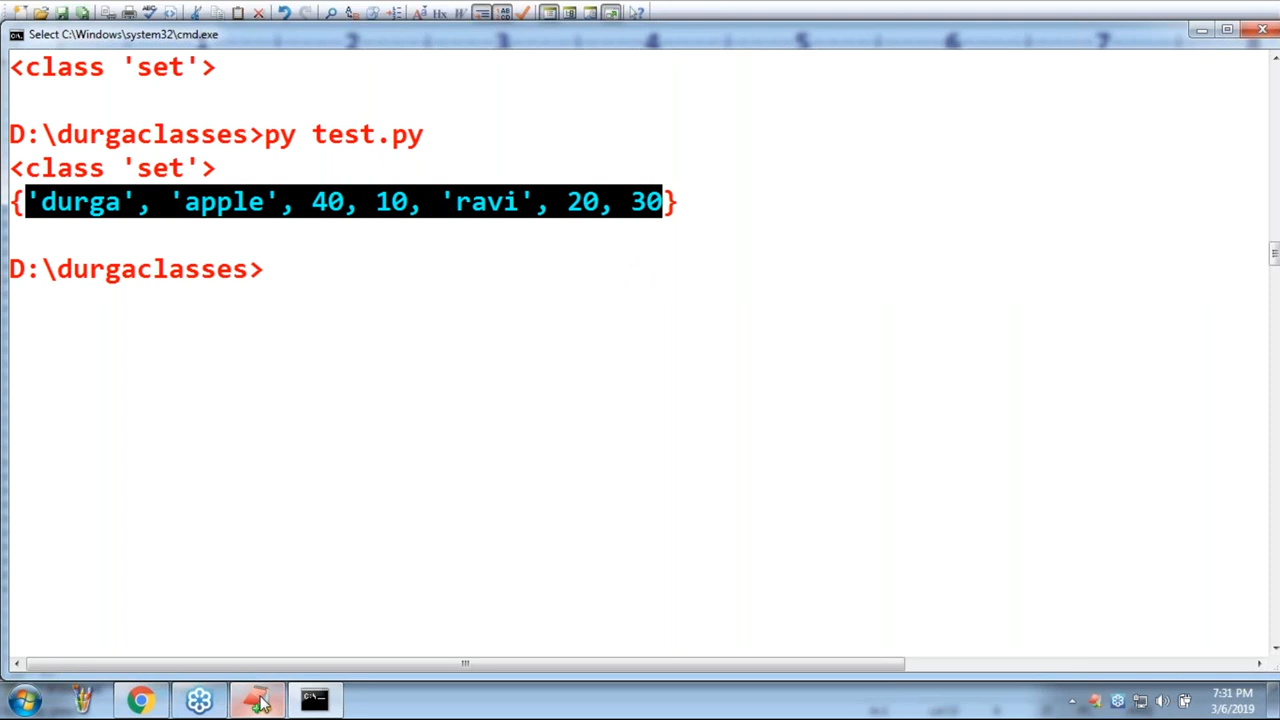 Select C:\Windows\system32\cmd.exe
<class 'set'>
D:\durgaclasses>py test.py
<class 'set'>
{'durga', 'apple', 40, 10, 'ravi', 20, 30}
D:\durgaclasses>
7:31 PM
3/6/2019